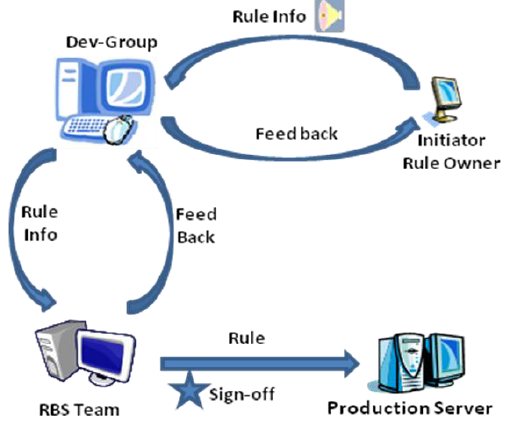 Rule Info
Dev-Group
Feed back
Initiator
Rule Owner
Rule
Info
Feed
Back
Rule
Sign-off
RBS Team
Production Server